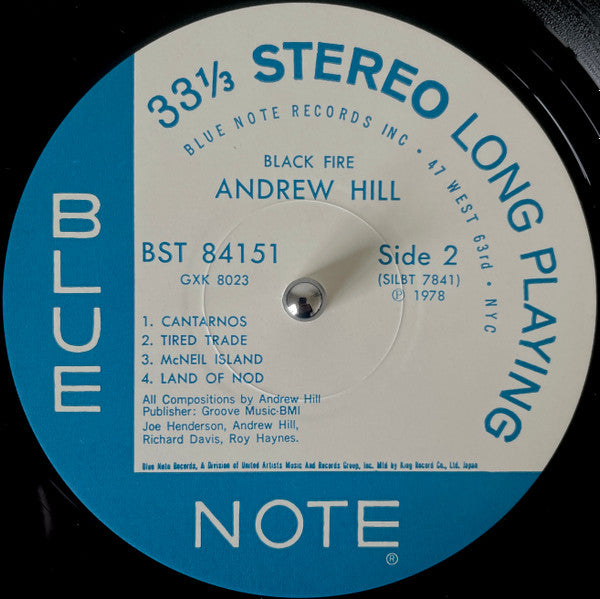 33 1/3 STEREO LONG PLAYING
BLUE NOTE RECORDS INC • 47 WEST 63rd • NYC
BLACK FIRE
ANDREW HILL
BST 84151
GXK 8023
Side 2
(SILBT 7841)
℗ 1978
1. CANTARNOS
2. TIRED TRADE
3. McNEIL ISLAND
4. LAND OF NOD
All Compositions by Andrew Hill
Publisher: Groove Music-BMI
Joe Henderson, Andrew Hill,
Richard Davis, Roy Haynes.
Blue Note Records, A Division of United Artists Music And Records Group, Inc. Mfd by King Record Co., Ltd. Japan
BLUE
NOTE®